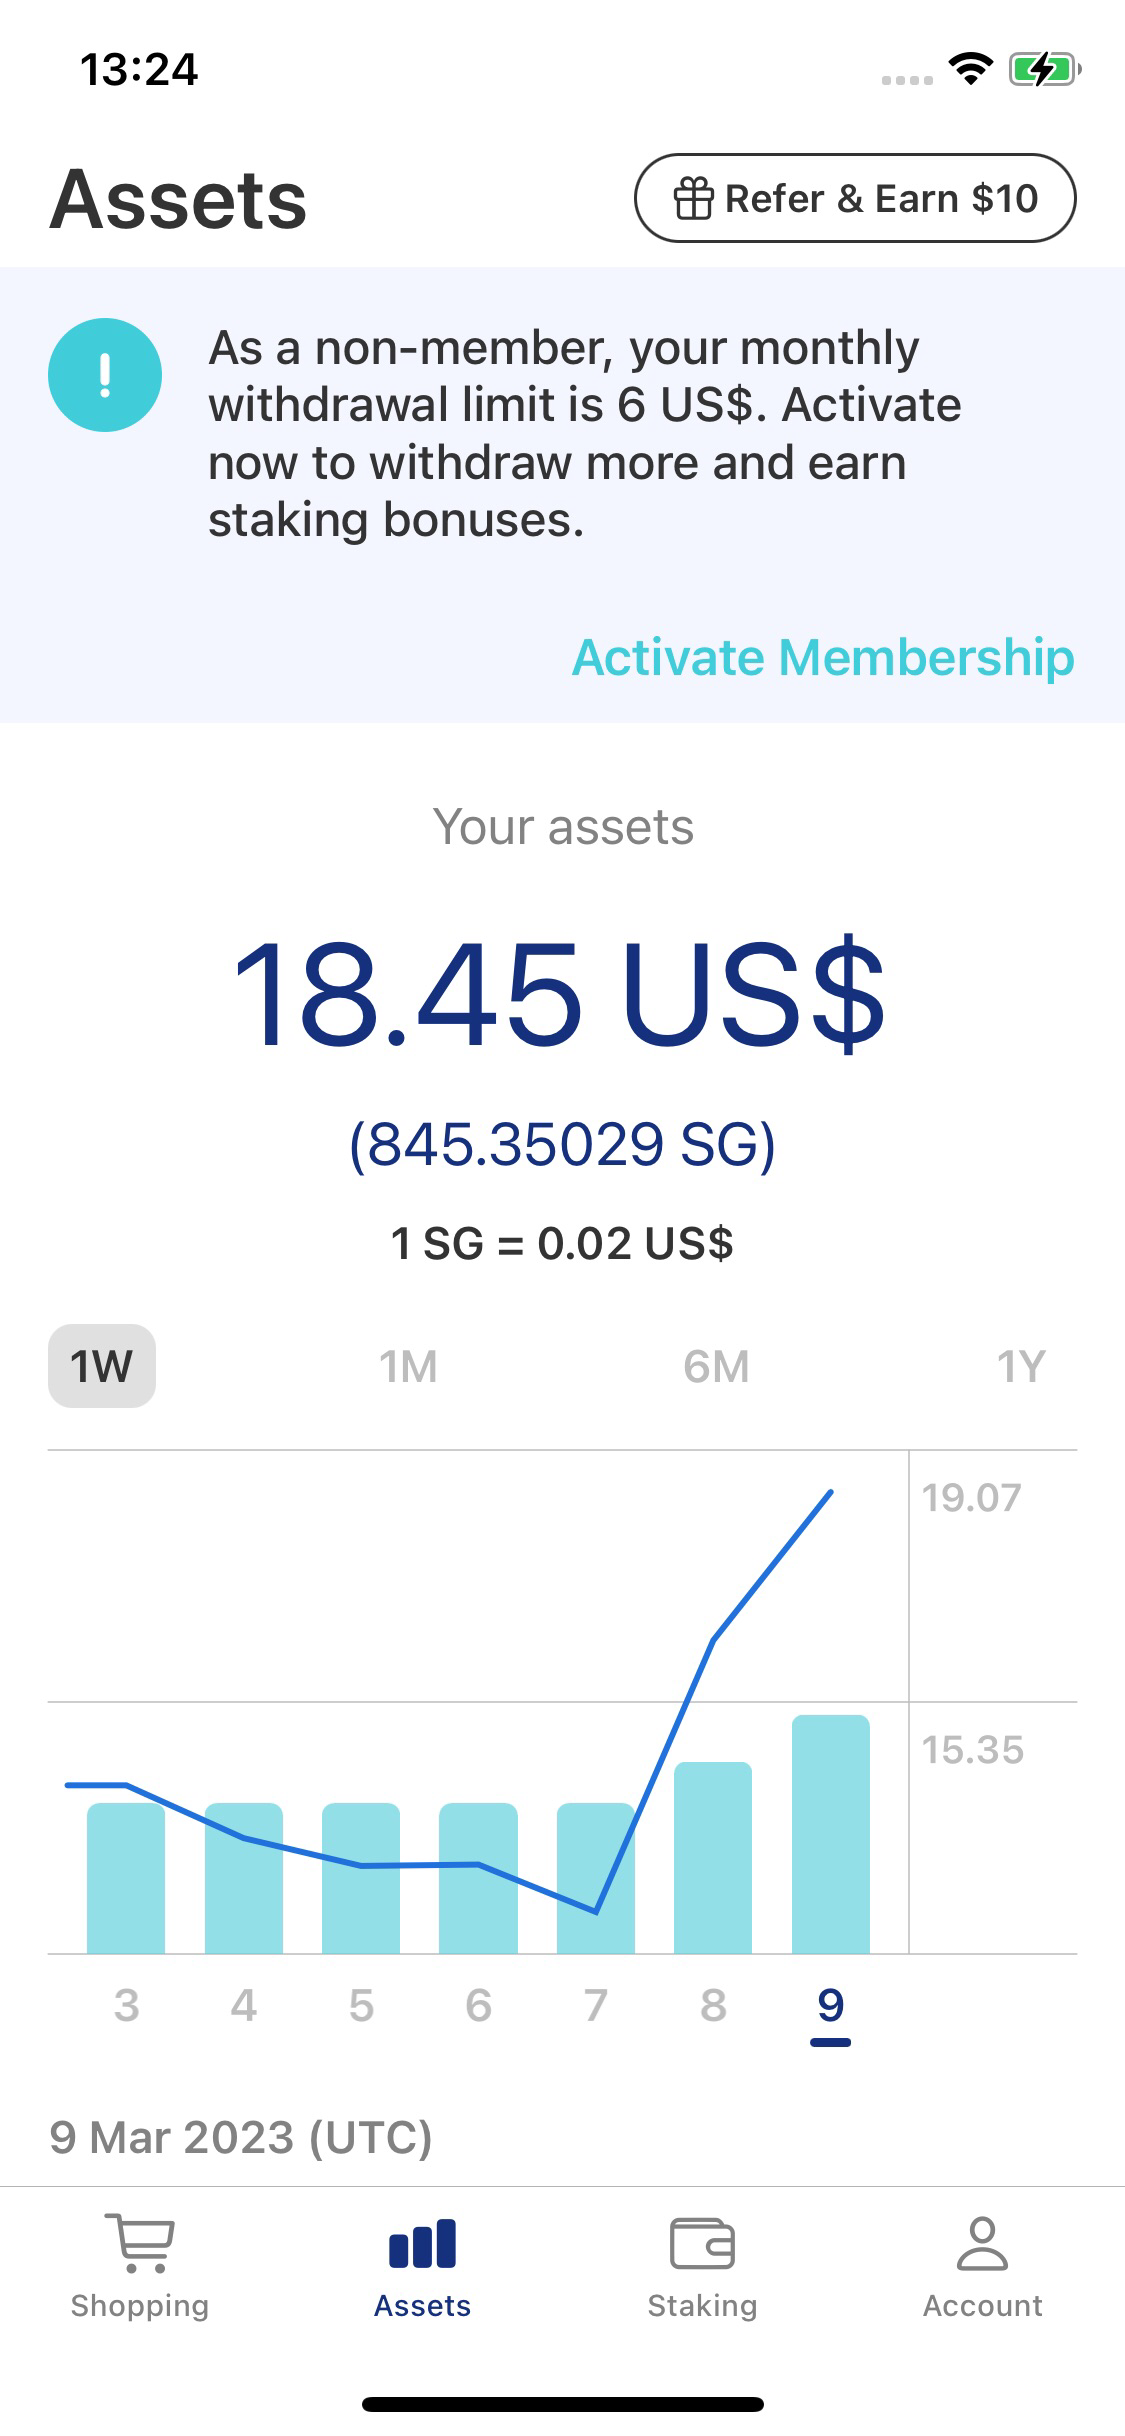 13:24
Assets
Refer & Earn $10
As a non-member, your monthly
withdrawal limit is 6 US$. Activate
now to withdraw more and earn
staking bonuses.
Activate Membership
Your assets
18.45 US$
(845.35029 SG)
1 SG = 0.02 US$
1W 1M 6M 1Y
19.07
15.35
3 4 5 6 7 8 9
9 Mar 2023 (UTC)
Shopping Assets Staking Account